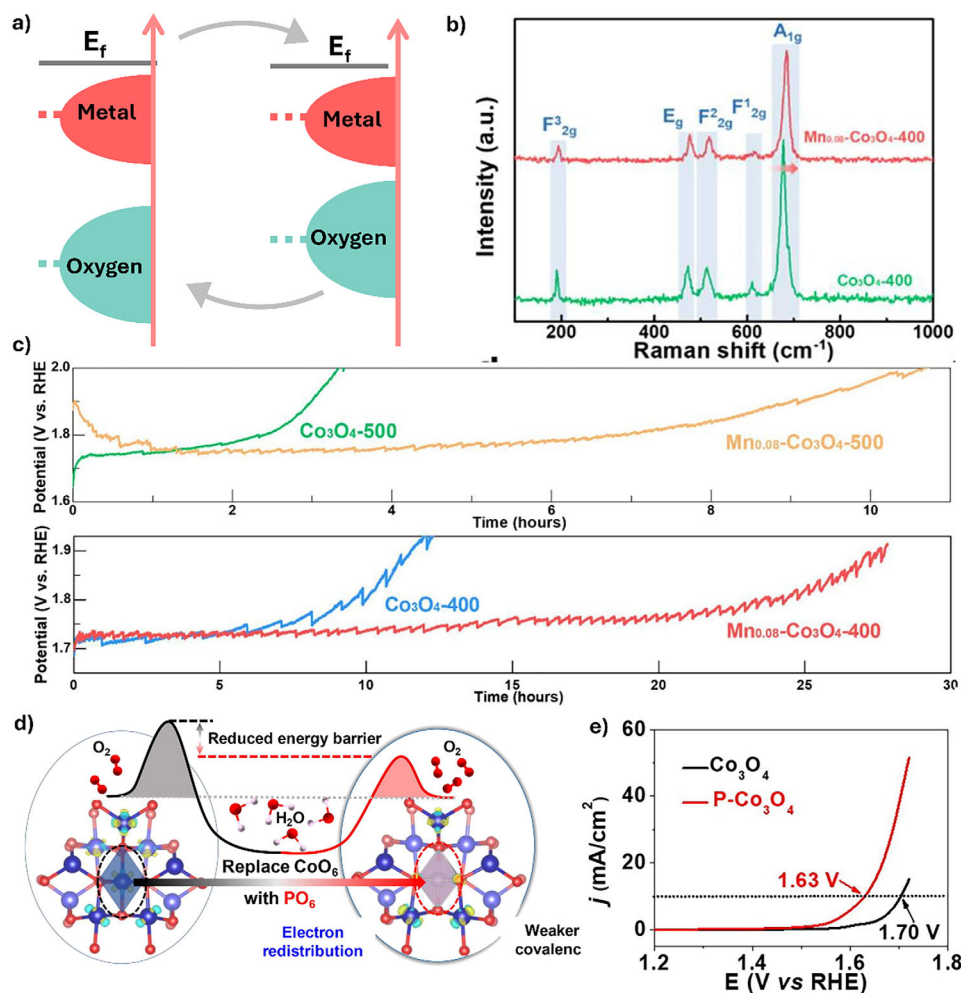 a)
E_f
E_f
Metal
Metal
Oxygen
Oxygen
b)
Intensity (a.u.)
A₁g
F³₂g
E_g
F²₂g
F¹₂g
Mn₀.₀₈-Co₃O₄-400
Co₃O₄-400
200 400 600 800 1000
Raman shift (cm⁻¹)
c)
Potential (V vs. RHE
2.0
1.8
1.6
Co₃O₄-500
Mn₀.₀₈-Co₃O₄-500
0 2 4 6 8 10
Time (hours)
Potential (V vs. RHE)
1.9
1.8
1.7
Co₃O₄-400
Mn₀.₀₈-Co₃O₄-400
0 5 10 15 20 25 30
Time (hours)
d)
Reduced energy barrier
O₂
O₂
H₂O
Replace CoO₆
with PO₆
Electron
redistribution
Weaker
covalenc
e)
j (mA/cm²)
60
40
20
0
Co₃O₄
P-Co₃O₄
1.63 V
1.70 V
1.2 1.4 1.6 1.8
E (V vs RHE)